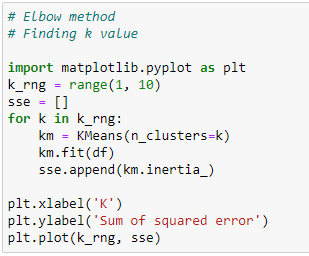 # Elbow method
# Finding k value

import matplotlib.pyplot as plt
k_rng = range(1, 10)
sse = []
for k in k_rng:
    km = KMeans(n_clusters=k)
    km.fit(df)
    sse.append(km.inertia_)

plt.xlabel('K')
plt.ylabel('Sum of squared error')
plt.plot(k_rng, sse)